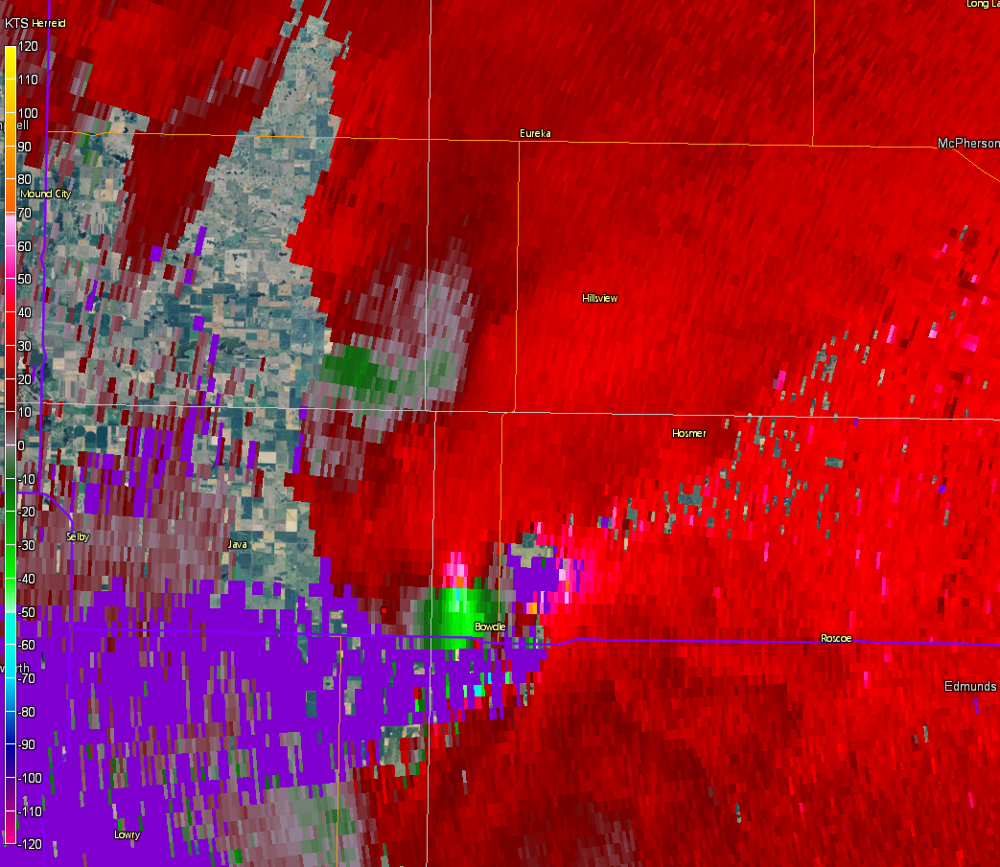 Long La
KTS Herreid
120
110
100
ell
90
Eureka
McPherson
80
Mound City
70
60
50
Hillsview
40
30
20
10
Hosmer
0
-10
-20
Selby
Java
-30
-40
-50
Bowdle
Roscoe
-60
rth
-70
Edmunds
-80
-90
-100
-110
Lowry
-120